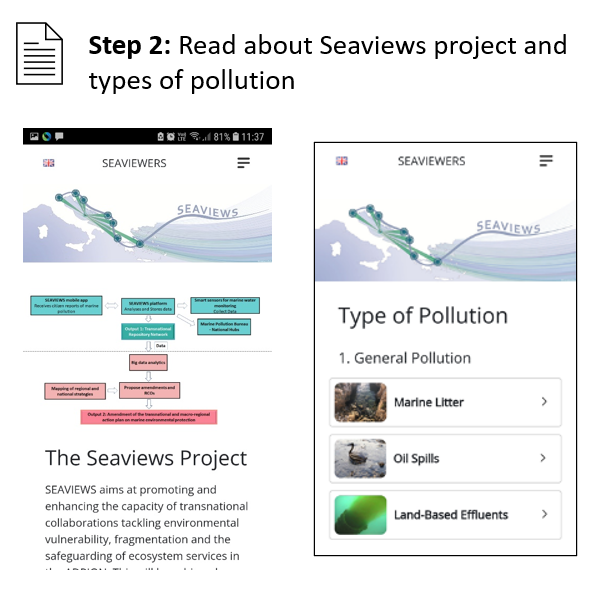 Step 2: Read about Seaviews project and
types of pollution
81% 11:37
SEAVIEWERS
SEAVIEWS
SEAVIEWS mobile app
Receives citizen reports of marine
pollution
SEAVIEWS platform
Analyses and Stores data
Smart sensors for marine water
monitoring
Collect Data
Marine Pollution Bureau
- National Hubs
Output 1: Transnational
Repository Network
Data
Big data analytics
Mapping of regional and
national strategies
Propose amendments and
Output 2: Amendment of the transnational and macro-regional
action plan on marine environmental protection
The Seaviews Project
SEAVIEWS aims at promoting and
enhancing the capacity of transnational
collaborations tackling environmental
vulnerability, fragmentation and the
safeguarding of ecosystem services in
SEAVIEWERS
SEAVIEWS
Type of Pollution
1. General Pollution
Marine Litter
Oil Spills
Land-Based Effluents